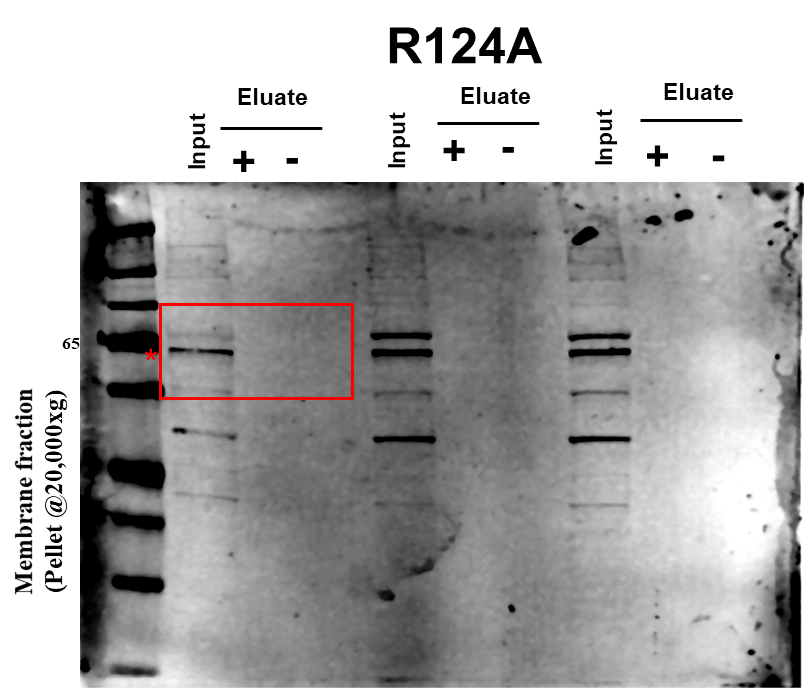 R124A
Eluate
Eluate
Eluate
Input
+
-
Input
+
-
Input
+
-
65
*
Membrane fraction
(Pellet @20,000xg)